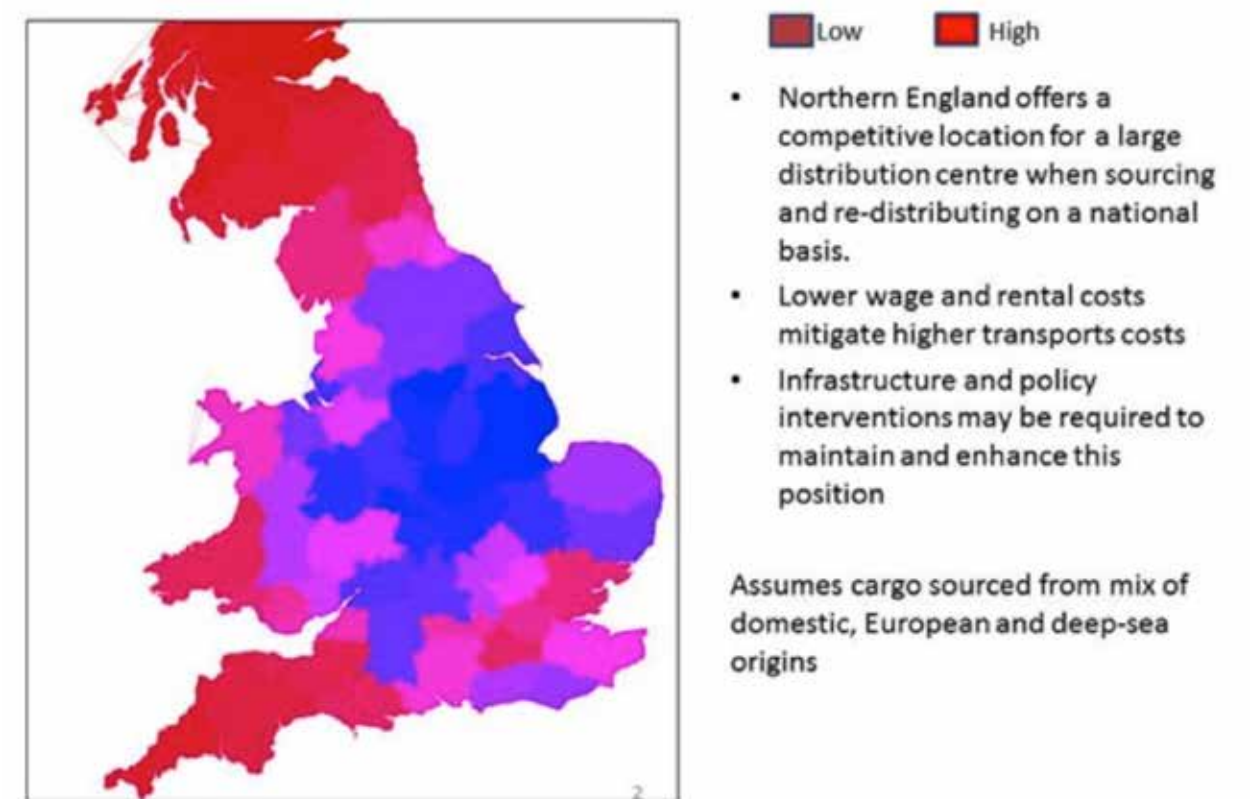 Low High
• Northern England offers a
competitive location for a large
distribution centre when sourcing
and re-distributing on a national
basis.
• Lower wage and rental costs
mitigate higher transports costs
• Infrastructure and policy
interventions may be required to
maintain and enhance this
position
Assumes cargo sourced from mix of
domestic, European and deep-sea
origins
2